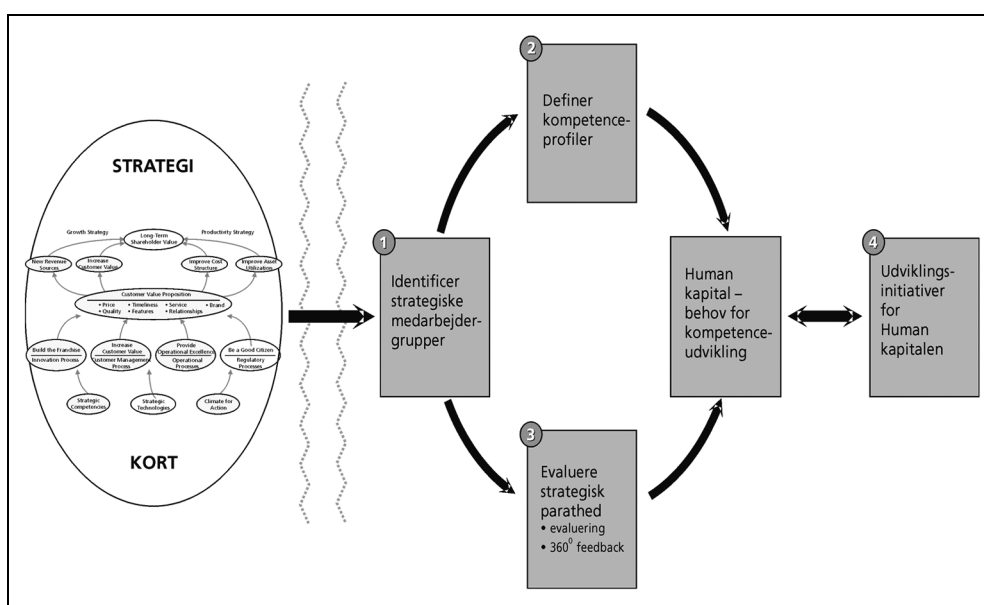 STRATEGI
Growth Strategy
Productivity Strategy
Long-Term
Shareholder Value
New Revenue
Sources
Increase
Customer Value
Improve Cost
Structure
Improve Asset
Utilization
Customer Value Proposition
• Price • Timeliness • Service • Brand
• Quality • Features • Relationships
Build the Franchise
Innovation Process
Increase
Customer Value
Customer Management
Process
Provide
Operational Excellence
Operational
Processes
Be a Good Citizen
Regulatory
Processes
Strategic
Competencies
Strategic
Technologies
Climate for
Action
KORT
1
Identificer
strategiske
medarbejder-
grupper
2
Definer
kompetence-
profiler
3
Evaluere
strategisk
parathed
• evaluering
• 360⁰ feedback
Human
kapital –
behov for
kompetence-
udvikling
4
Udviklings-
initiativer
for
Human
kapitalen